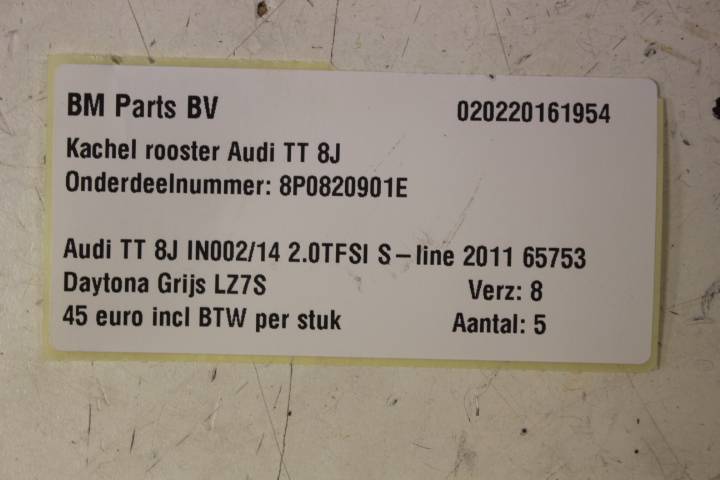 BM Parts BV 020220161954
Kachel rooster Audi TT 8J
Onderdeelnummer: 8P0820901E
Audi TT 8J IN002/14 2.0TFSI S-line 2011 65753
Daytona Grijs LZ7S Verz: 8
45 euro incl BTW per stuk Aantal: 5